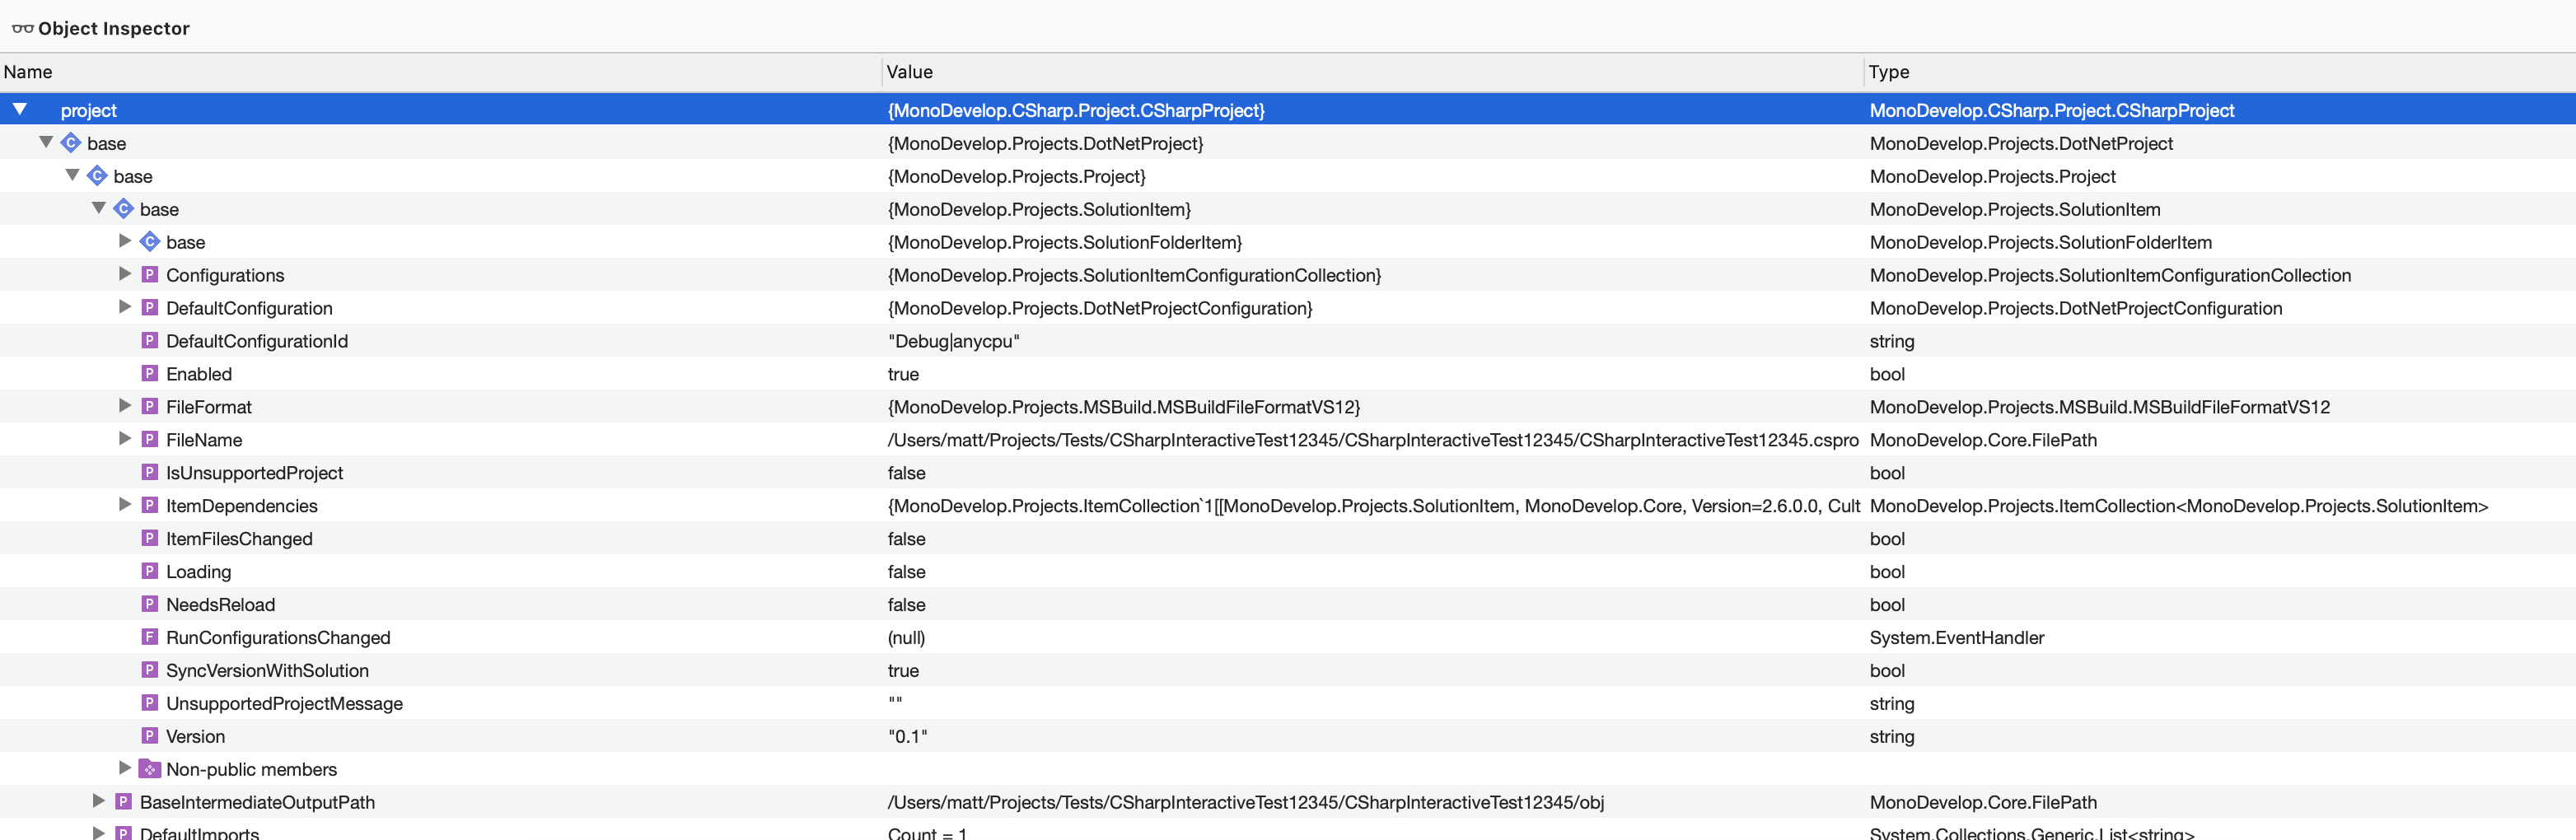 Object Inspector
Name Value Type
project {MonoDevelop.CSharp.Project.CSharpProject} MonoDevelop.CSharp.Project.CSharpProject
C base {MonoDevelop.Projects.DotNetProject} MonoDevelop.Projects.DotNetProject
C base {MonoDevelop.Projects.Project} MonoDevelop.Projects.Project
C base {MonoDevelop.Projects.SolutionItem} MonoDevelop.Projects.SolutionItem
C base {MonoDevelop.Projects.SolutionFolderItem} MonoDevelop.Projects.SolutionFolderItem
P Configurations {MonoDevelop.Projects.SolutionItemConfigurationCollection} MonoDevelop.Projects.SolutionItemConfigurationCollection
P DefaultConfiguration {MonoDevelop.Projects.DotNetProjectConfiguration} MonoDevelop.Projects.DotNetProjectConfiguration
P DefaultConfigurationId "Debug|anycpu" string
P Enabled true bool
P FileFormat {MonoDevelop.Projects.MSBuild.MSBuildFileFormatVS12} MonoDevelop.Projects.MSBuild.MSBuildFileFormatVS12
P FileName /Users/matt/Projects/Tests/CSharpInteractiveTest12345/CSharpInteractiveTest12345/CSharpInteractiveTest12345.cspro MonoDevelop.Core.FilePath
P IsUnsupportedProject false bool
P ItemDependencies {MonoDevelop.Projects.ItemCollection`1[[MonoDevelop.Projects.SolutionItem, MonoDevelop.Core, Version=2.6.0.0, Cult MonoDevelop.Projects.ItemCollection<MonoDevelop.Projects.SolutionItem>
P ItemFilesChanged false bool
P Loading false bool
P NeedsReload false bool
F RunConfigurationsChanged (null) System.EventHandler
P SyncVersionWithSolution true bool
P UnsupportedProjectMessage "" string
P Version "0.1" string
Non-public members
P BaseIntermediateOutputPath /Users/matt/Projects/Tests/CSharpInteractiveTest12345/CSharpInteractiveTest12345/obj MonoDevelop.Core.FilePath
P DefaultImports Count = 1 System.Collections.Generic.List<string>